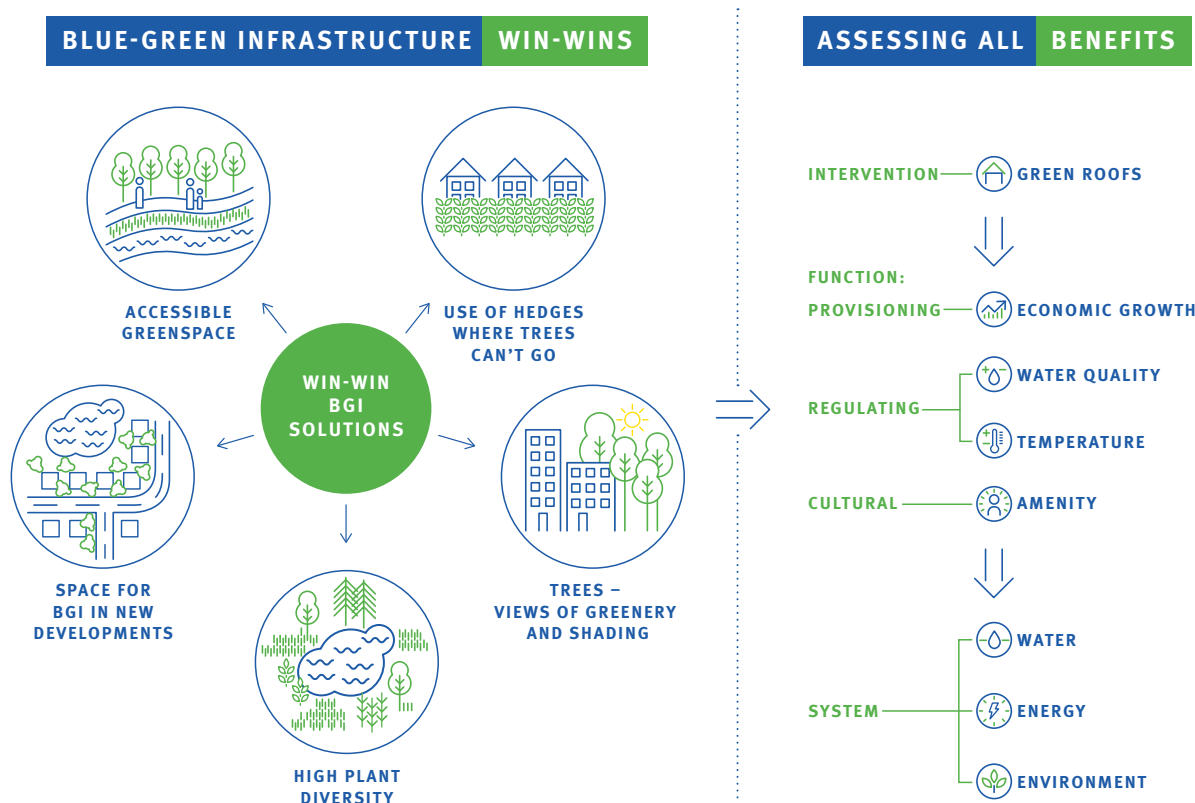 BLUE-GREEN INFRASTRUCTURE WIN-WINS
ACCESSIBLE
GREENSPACE
USE OF HEDGES
WHERE TREES
CAN’T GO
WIN-WIN
BGI
SOLUTIONS
SPACE FOR
BGI IN NEW
DEVELOPMENTS
TREES –
VIEWS OF GREENERY
AND SHADING
HIGH PLANT
DIVERSITY
ASSESSING ALL BENEFITS
INTERVENTION GREEN ROOFS
FUNCTION:
PROVISIONING ECONOMIC GROWTH
WATER QUALITY
REGULATING
TEMPERATURE
CULTURAL AMENITY
WATER
SYSTEM ENERGY
ENVIRONMENT